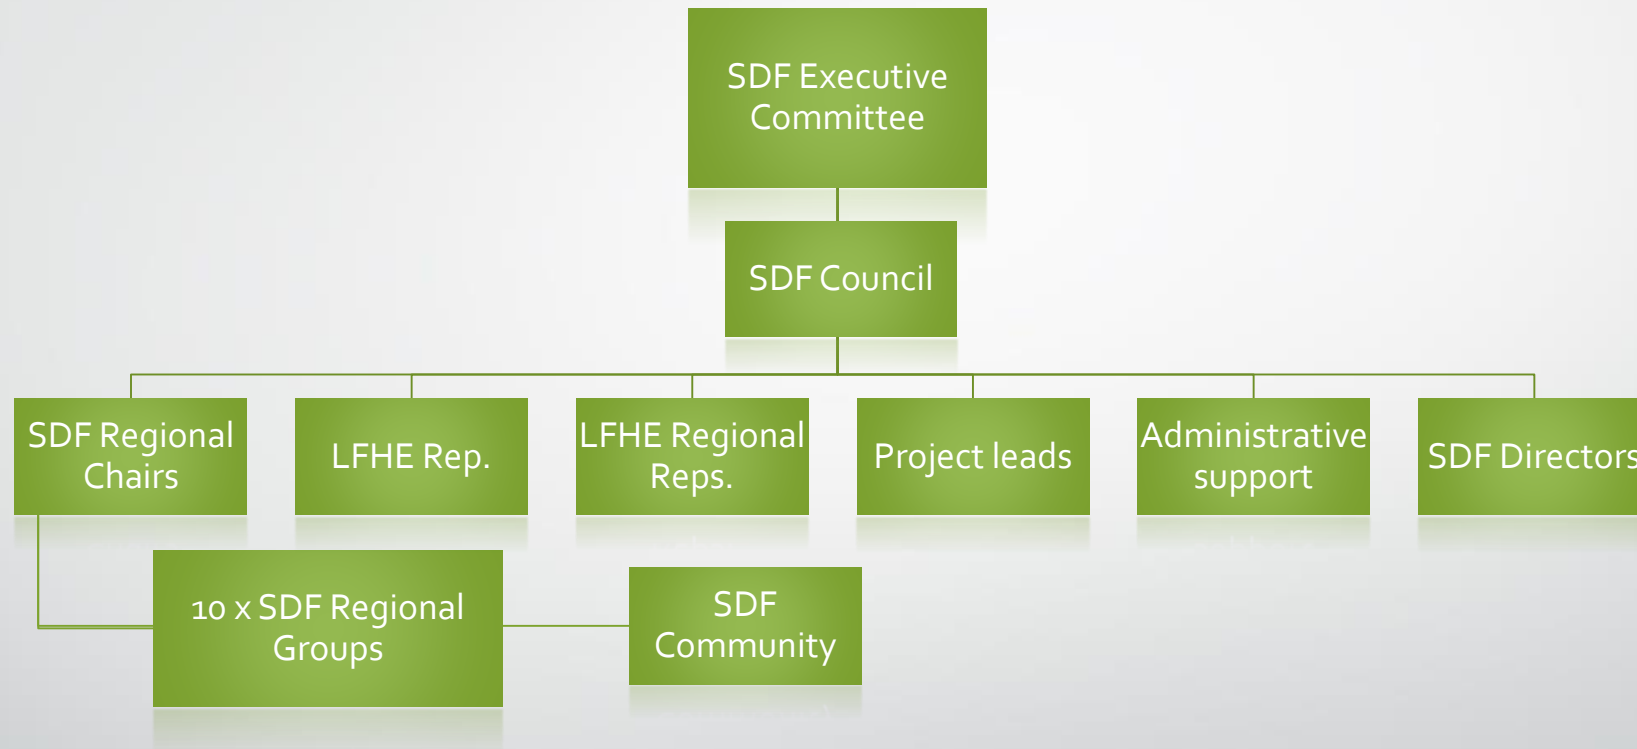 SDF Executive
Committee
SDF Council
SDF Regional
Chairs
LFHE Rep.
LFHE Regional
Reps.
Project leads
Administrative
support
SDF Directors
10 x SDF Regional
Groups
SDF
Community